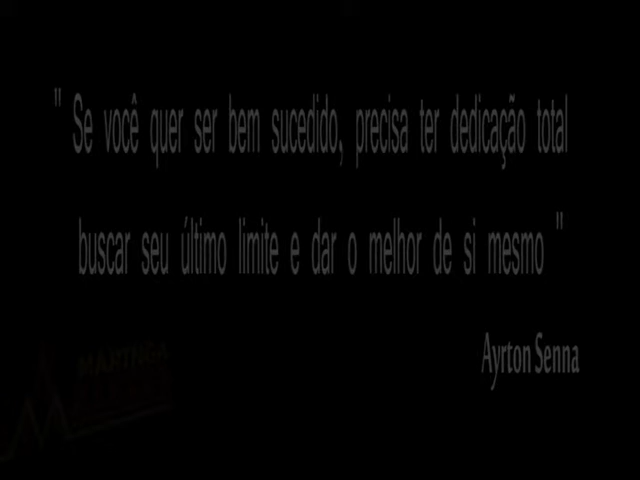 " Se você quer ser bem sucedido, precisa ter dedicação total
buscar seu último limite e dar o melhor de si mesmo "
Ayrton Senna